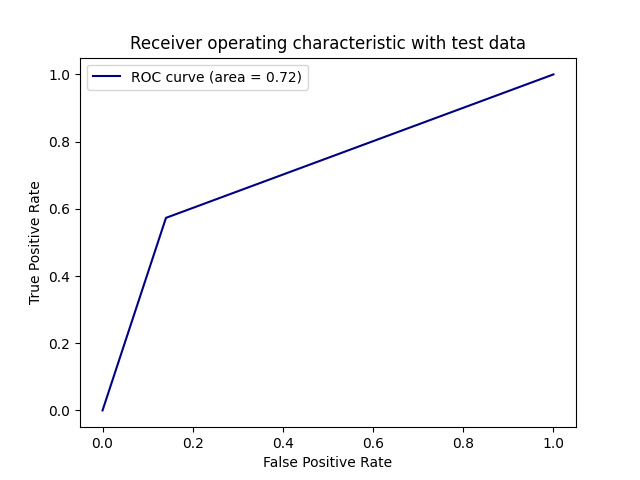 Receiver operating characteristic with test data
ROC curve (area = 0.72)
1.0
0.8
0.6
0.4
0.2
0.0
True Positive Rate
0.0 0.2 0.4 0.6 0.8 1.0
False Positive Rate